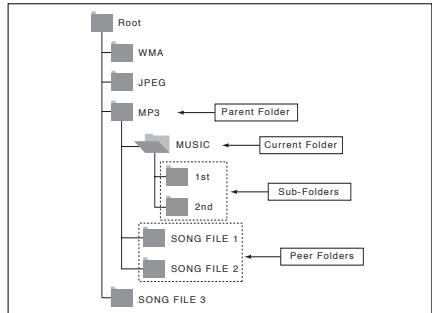 Root
WMA
JPEG
MP3
Parent Folder
MUSIC
Current Folder
1st
Sub-Folders
2nd
SONG FILE 1
Peer Folders
SONG FILE 2
SONG FILE 3